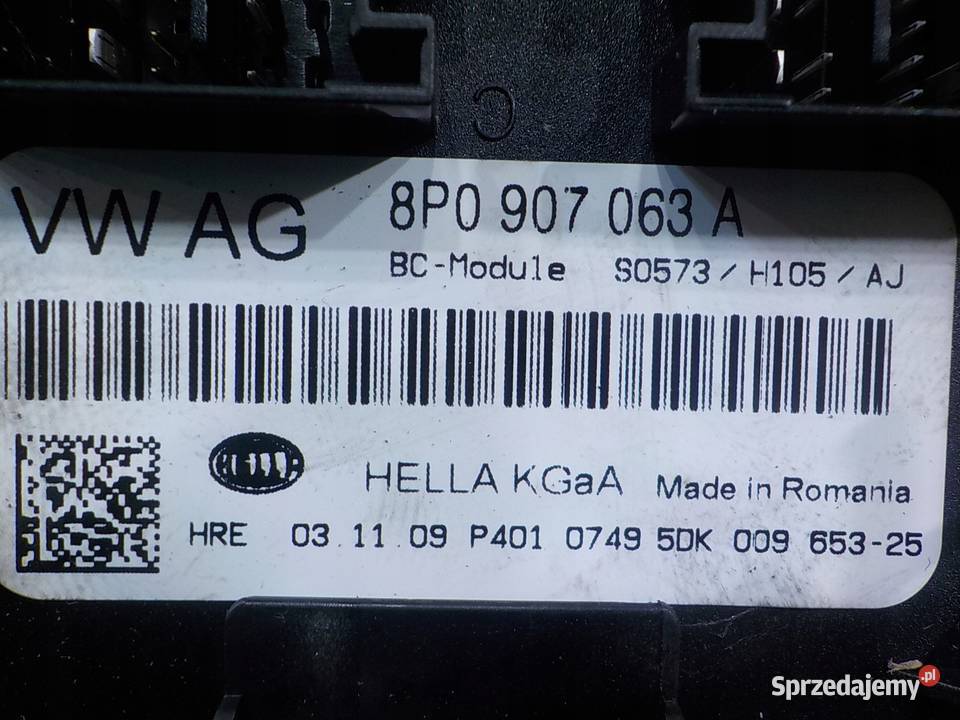 C
VW AG 8P0 907 063 A
BC-Module S0573 / H105 / AJ
HELLA KGaA Made in Romania
HRE 03 11 09 P401 0749 5DK 009 653-25
Sprzedajemy.pl